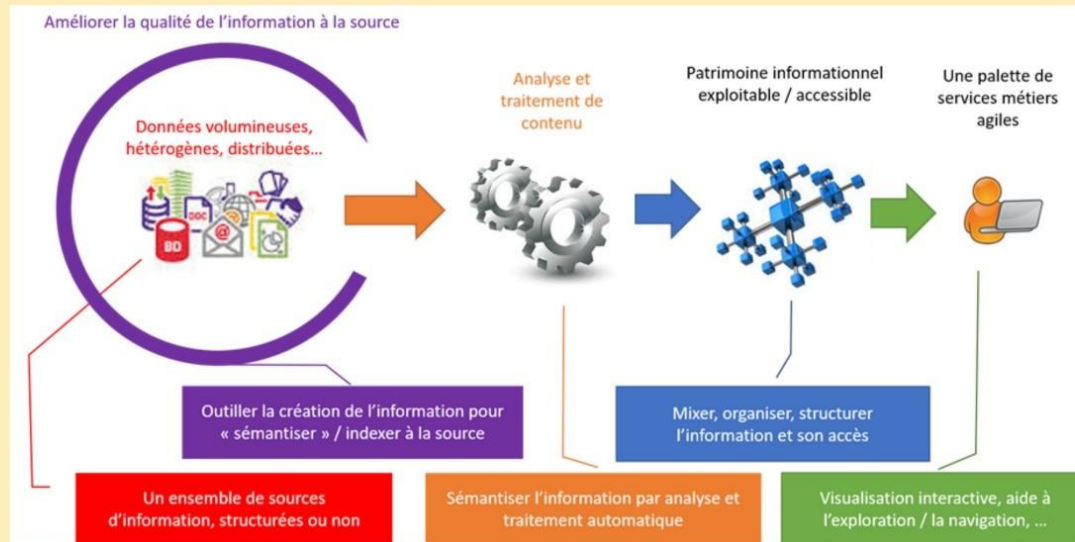 Améliorer la qualité de l’information à la source
Données volumineuses,
hétérogènes, distribuées…
DOC
@
BD
Analyse et
traitement de
contenu
Patrimoine informationnel
exploitable / accessible
Une palette de
services métiers
agiles
Outiller la création de l’information pour
« sémantiser » / indexer à la source
Mixer, organiser, structurer
l’information et son accès
Un ensemble de sources
d’information, structurées ou non
Sémantiser l’information par analyse et
traitement automatique
Visualisation interactive, aide à
l’exploration / la navigation, …